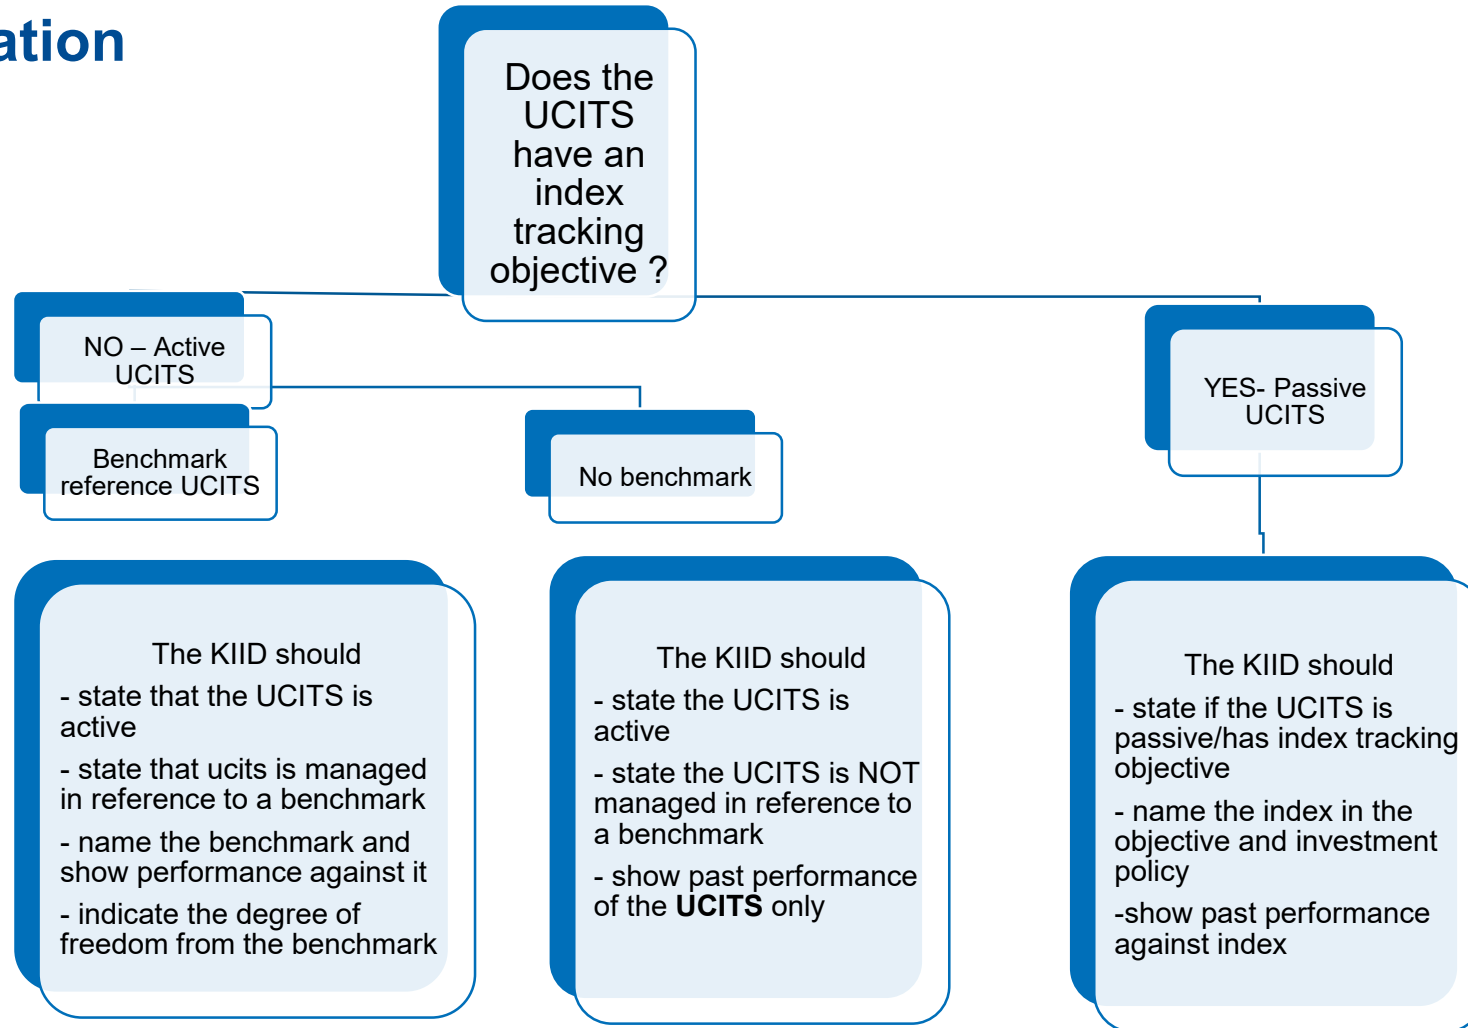 ation
Does the
UCITS
have an
index
tracking
objective ?
NO – Active
UCITS
YES- Passive
UCITS
Benchmark
reference UCITS
No benchmark
The KIID should
- state that the UCITS is
active
- state that ucits is managed
in reference to a benchmark
- name the benchmark and
show performance against it
- indicate the degree of
freedom from the benchmark
The KIID should
- state the UCITS is
active
- state the UCITS is NOT
managed in reference to
a benchmark
- show past performance
of the UCITS only
The KIID should
- state if the UCITS is
passive/has index tracking
objective
- name the index in the
objective and investment
policy
-show past performance
against index